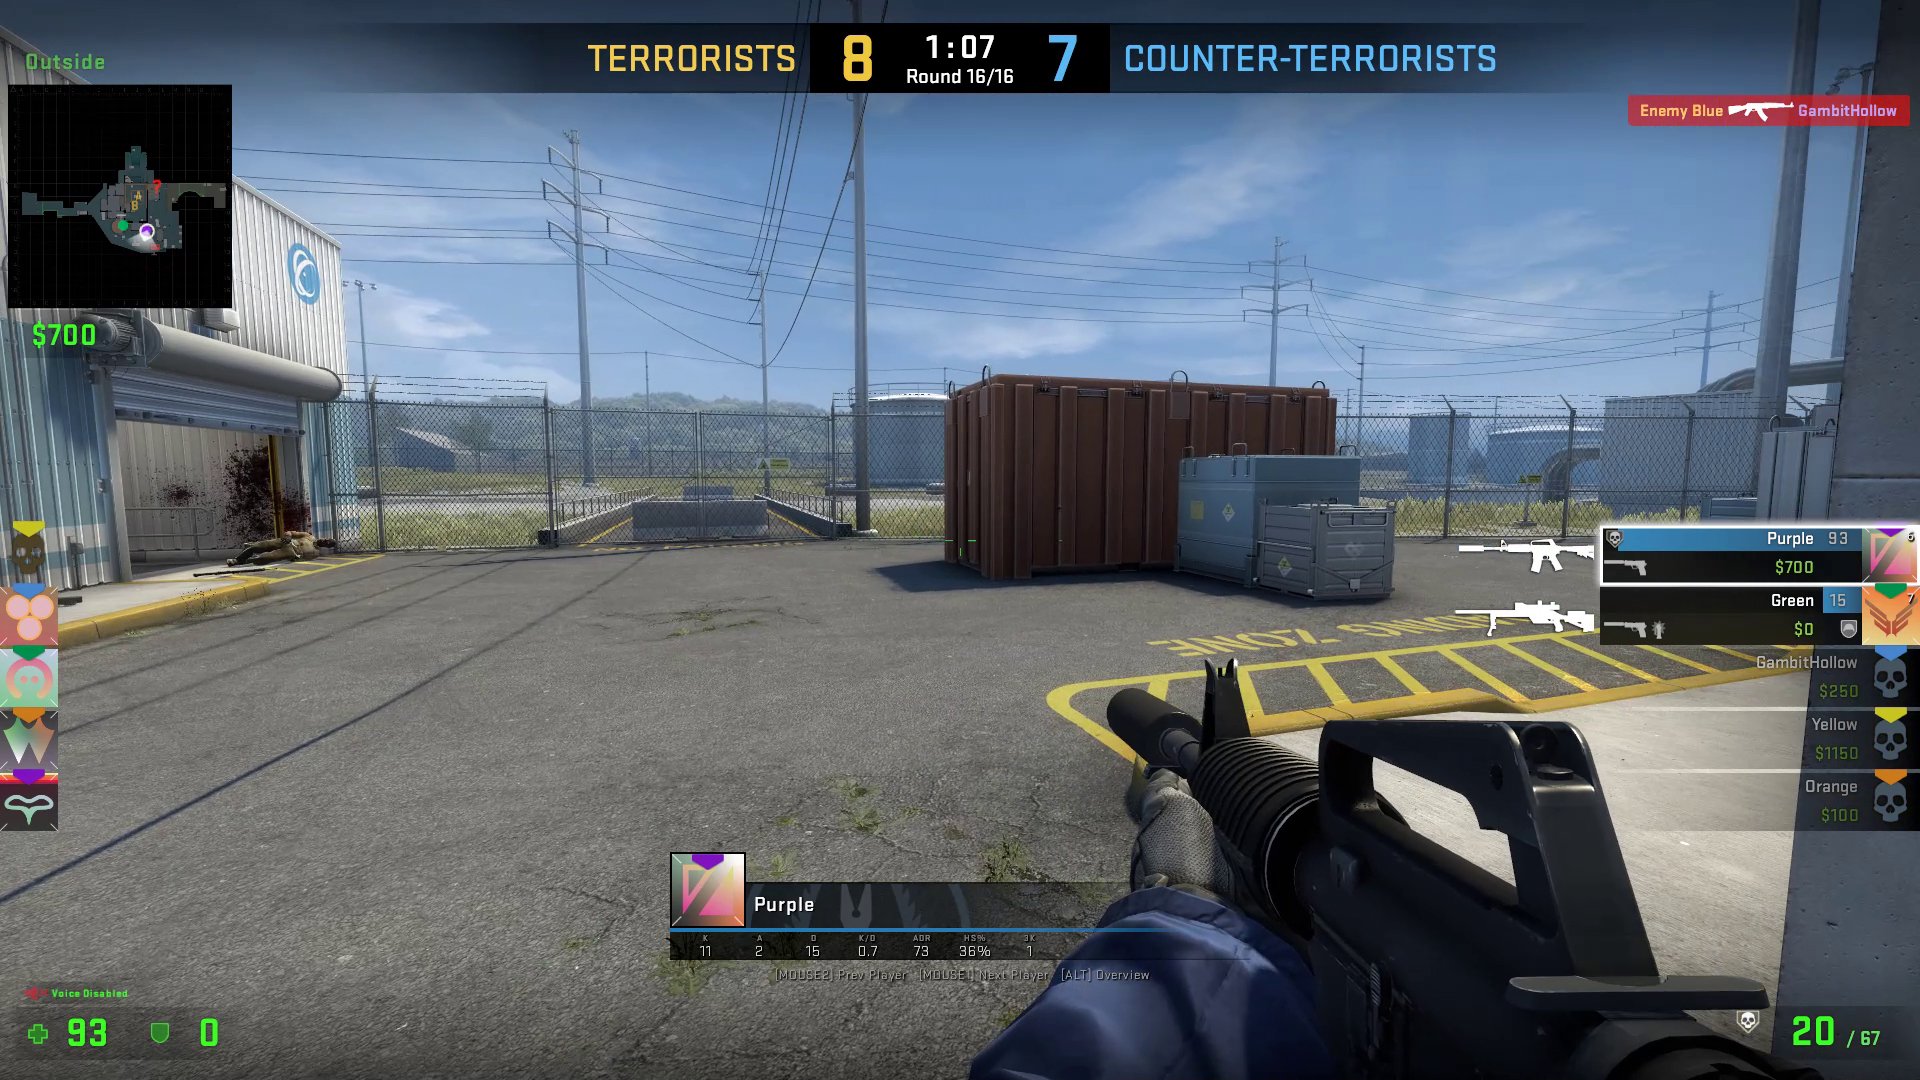 TERRORISTS 8 1:07 7 COUNTER-TERRORISTS
Round 16/16
Outside
Enemy Blue GambitHollow
A
B
$700
Purple 93 6
$700
Green 15 7
$0
GambitHollow
$250
Yellow
$1150
Orange
$100
Purple
K A D K/D ADR HS% 3K
11 2 15 0.7 73 36% 1
[MOUSE2] Prev Player [MOUSE1] Next Player [ALT] Overview
Voice Disabled
93 0
20 / 67